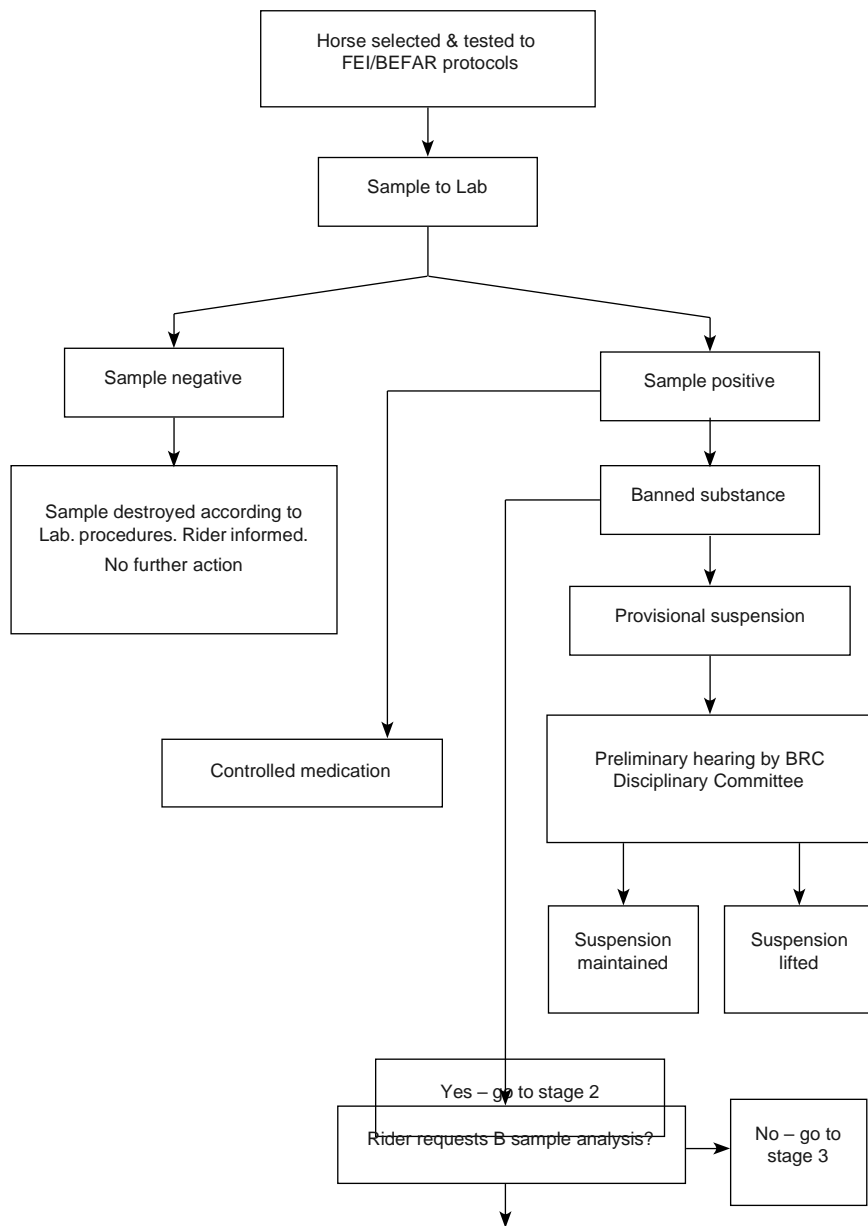 Horse selected & tested to
FEI/BEFAR protocols
Sample to Lab
Sample negative
Sample positive
Sample destroyed according to
Lab. procedures. Rider informed.
No further action
Banned substance
Provisional suspension
Controlled medication
Preliminary hearing by BRC
Disciplinary Committee
Suspension
maintained
Suspension
lifted
Yes – go to stage 2
Rider requests B sample analysis?
No – go to
stage 3